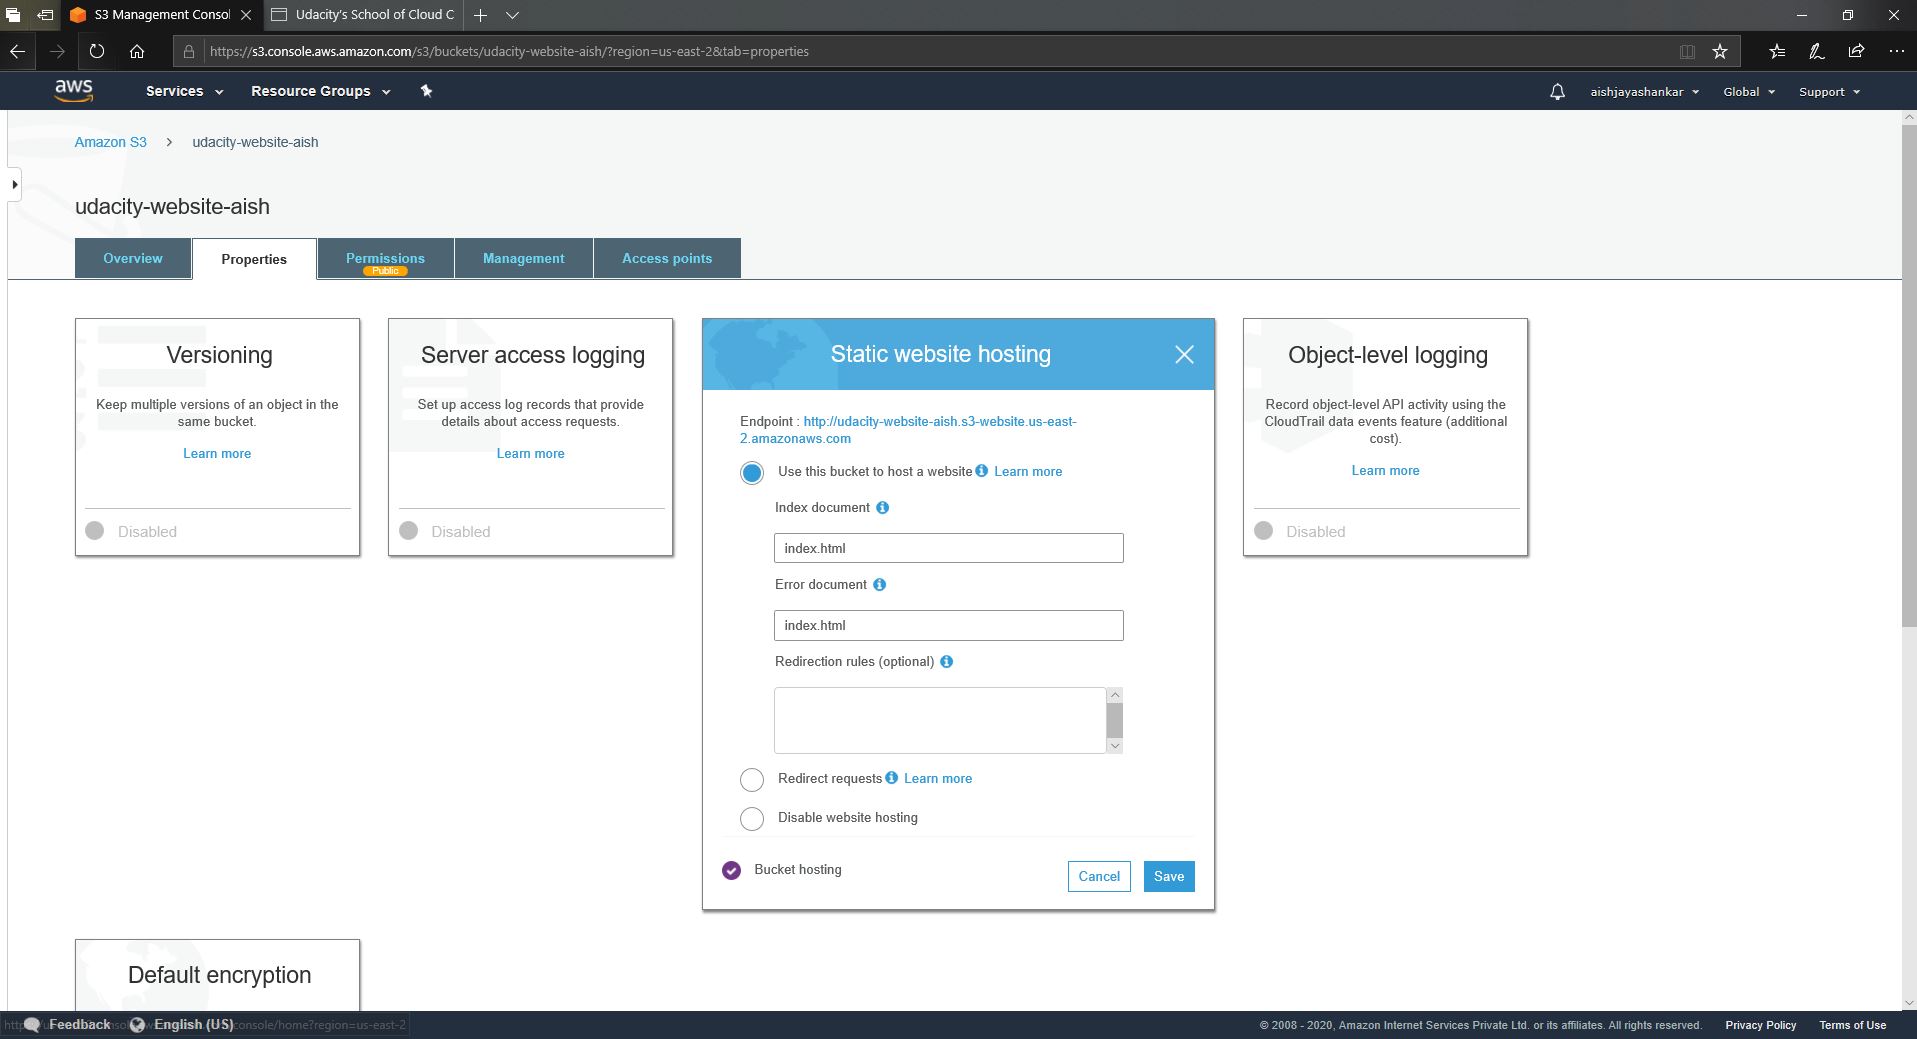 S3 Management Consol
Udacity's School of Cloud C
https://s3.console.aws.amazon.com/s3/buckets/udacity-website-aish/?region=us-east-2&tab=properties
aws
Services
Resource Groups
aishjayashankar
Global
Support
Amazon S3
udacity-website-aish
udacity-website-aish
Overview
Properties
Permissions
Public
Management
Access points
Versioning
Keep multiple versions of an object in the
same bucket.
Learn more
Disabled
Server access logging
Set up access log records that provide
details about access requests.
Learn more
Disabled
Static website hosting
Endpoint : http://udacity-website-aish.s3-website.us-east-
2.amazonaws.com
Use this bucket to host a website Learn more
Index document
index.html
Error document
index.html
Redirection rules (optional)
Redirect requests Learn more
Disable website hosting
Bucket hosting
Cancel
Save
Object-level logging
Record object-level API activity using the
CloudTrail data events feature (additional
cost).
Learn more
Disabled
Default encryption
Feedback
English (US)
console/home?region=us-east-2
© 2008 - 2020, Amazon Internet Services Private Ltd. or its affiliates. All rights reserved.
Privacy Policy
Terms of Use